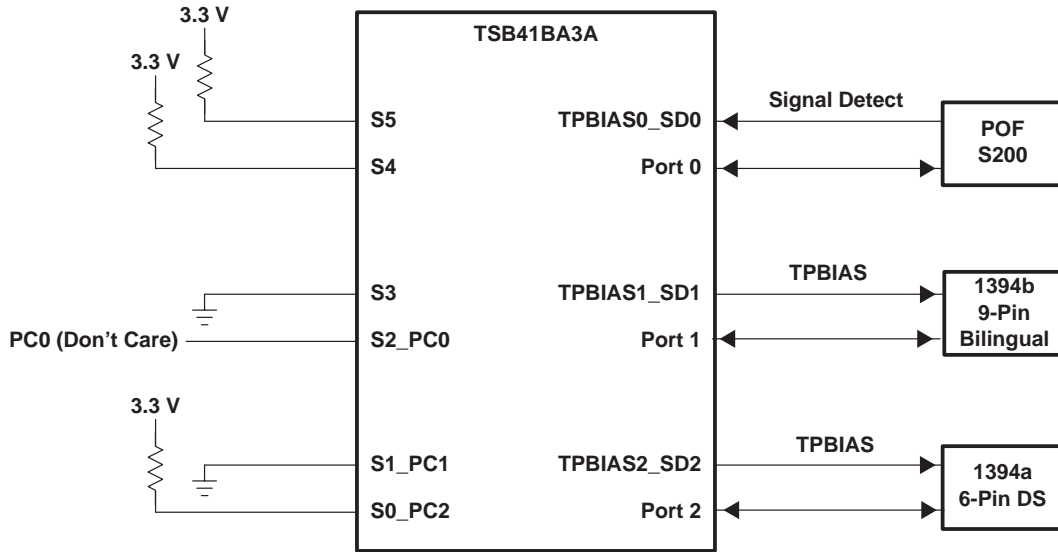 3.3 V
3.3 V
TSB41BA3A
S5
S4
S3
PC0 (Don't Care)
S2_PC0
3.3 V
S1_PC1
S0_PC2
TPBIAS0_SD0
Port 0
TPBIAS1_SD1
Port 1
TPBIAS2_SD2
Port 2
Signal Detect
POF
S200
TPBIAS
1394b
9-Pin
Bilingual
TPBIAS
1394a
6-Pin DS